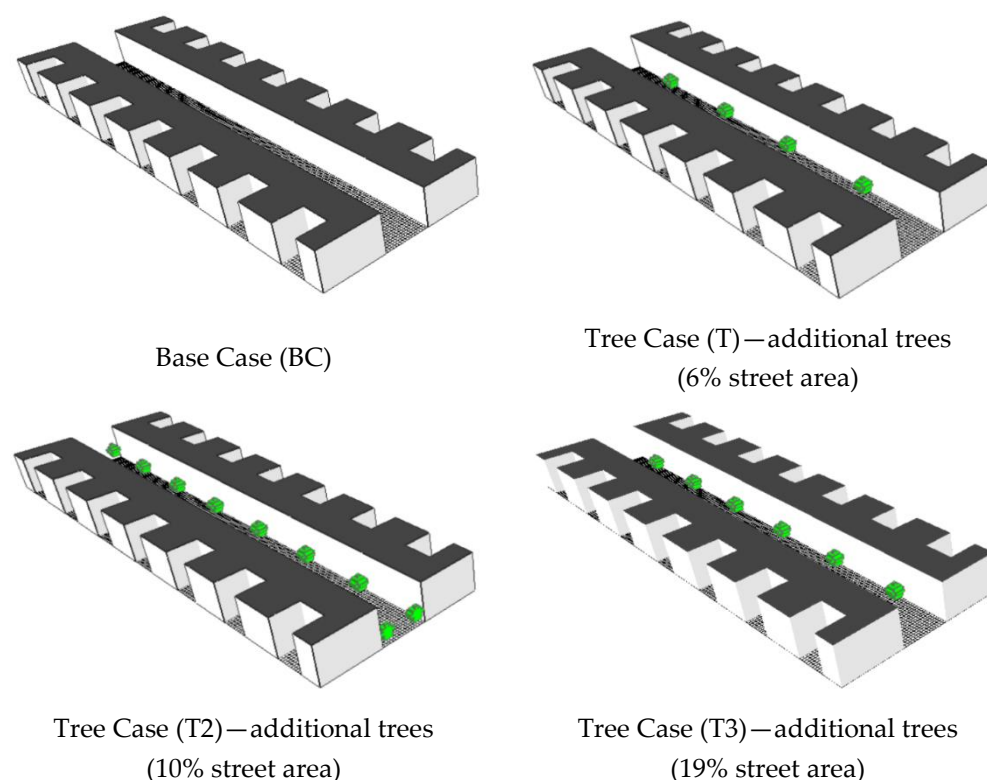 Base Case (BC)
Tree Case (T)—additional trees
(6% street area)
Tree Case (T2)—additional trees
(10% street area)
Tree Case (T3)—additional trees
(19% street area)